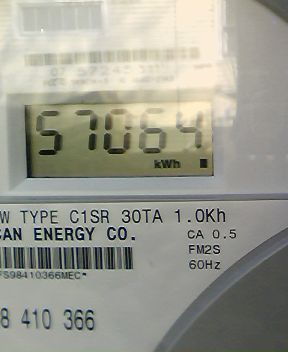 57064
kWh
W TYPE C1SR 30TA 1.0Kh
CAN ENERGY CO.
CA 0.5
FM2S
FS98410366MEC*
60Hz
8 410 366